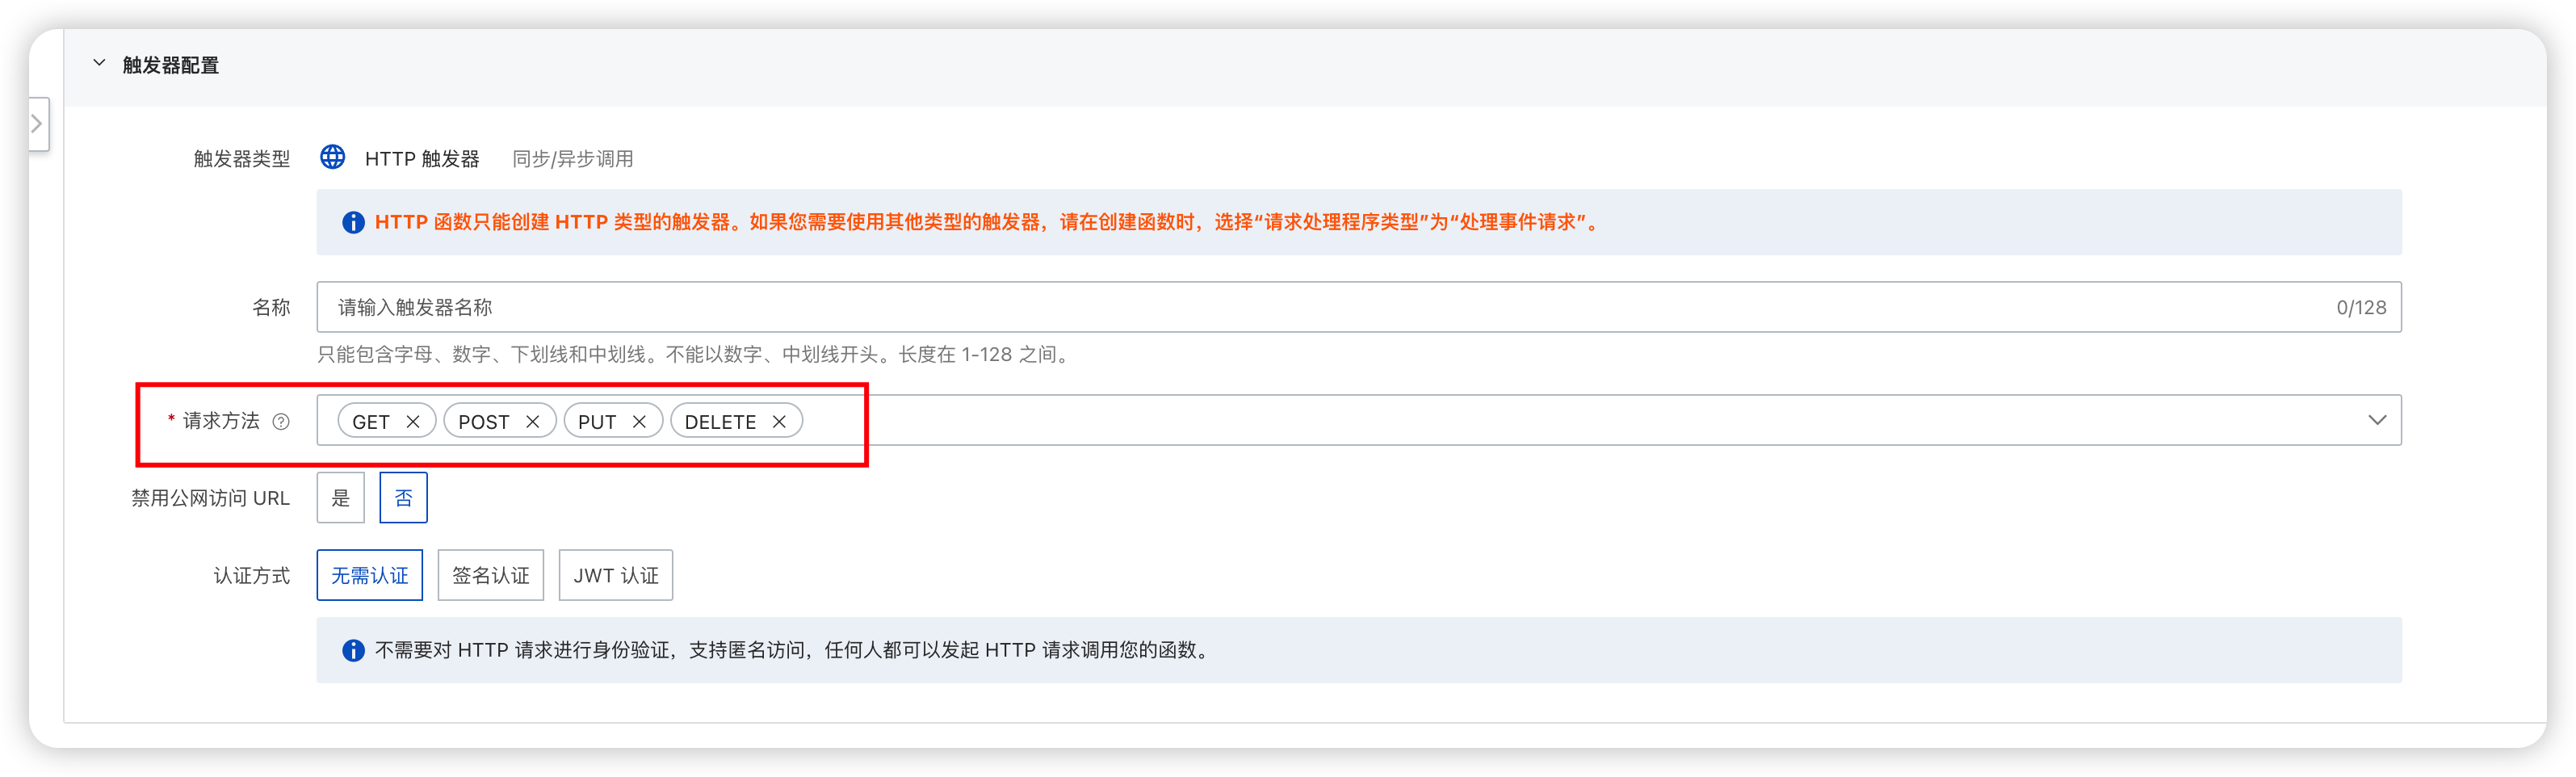 触发器配置
触发器类型 HTTP 触发器 同步/异步调用
HTTP 函数只能创建 HTTP 类型的触发器。如果您需要使用其他类型的触发器，请在创建函数时，选择“请求处理程序类型”为“处理事件请求”。
名称 请输入触发器名称 0/128
只能包含字母、数字、下划线和中划线。不能以数字、中划线开头。长度在 1-128 之间。
* 请求方法 GET POST PUT DELETE
禁用公网访问 URL 是 否
认证方式 无需认证 签名认证 JWT 认证
不需要对 HTTP 请求进行身份验证，支持匿名访问，任何人都可以发起 HTTP 请求调用您的函数。